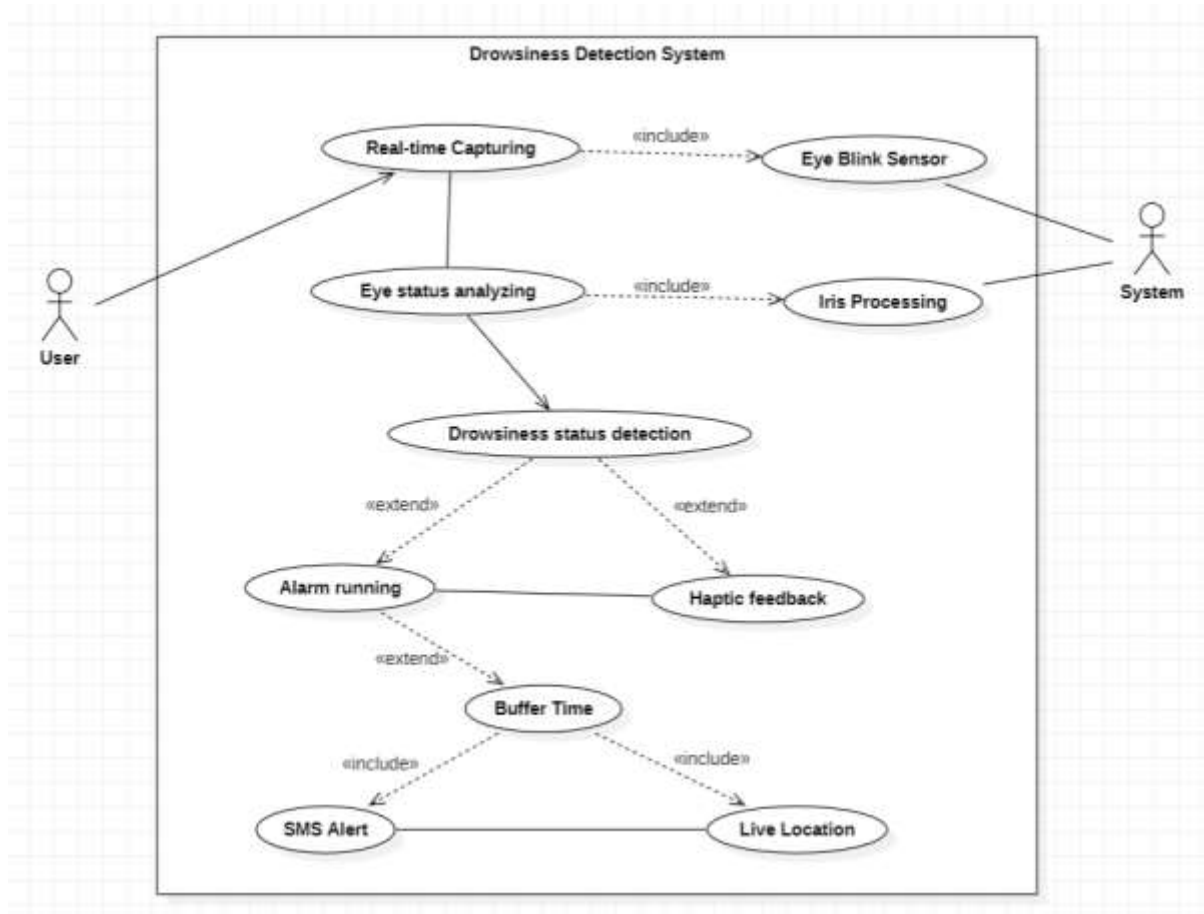 Drowsiness Detection System
Real-time Capturing
«include»
Eye Blink Sensor
Eye status analyzing
«include»
Iris Processing
System
User
Drowsiness status detection
«extend»
«extend»
Alarm running
Haptic feedback
«extend»
Buffer Time
«include»
«include»
SMS Alert
Live Location